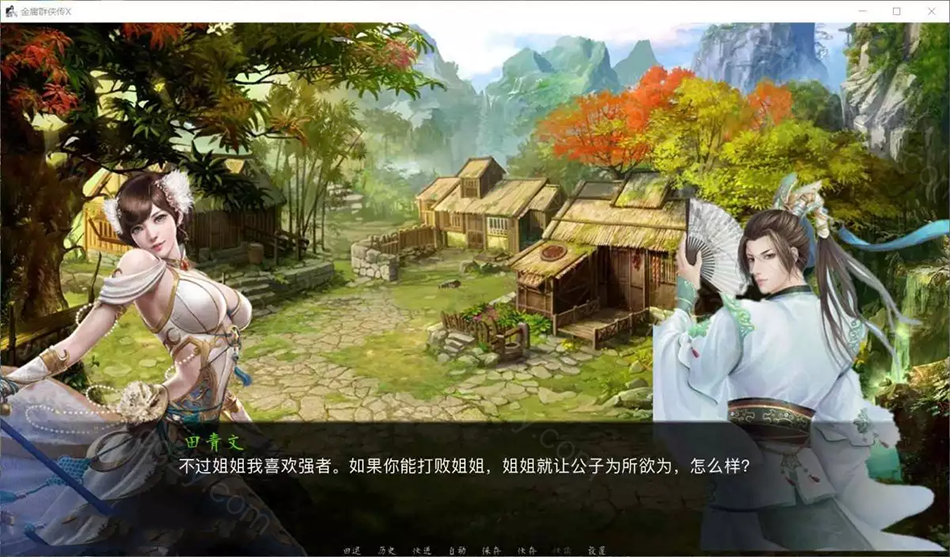 金庸群侠传X
田青文
不过姐姐我喜欢强者。如果你能打败姐姐，姐姐就让公子为所欲为，怎么样？
回退 历史 快进 自动 保存 快存 快读 设置